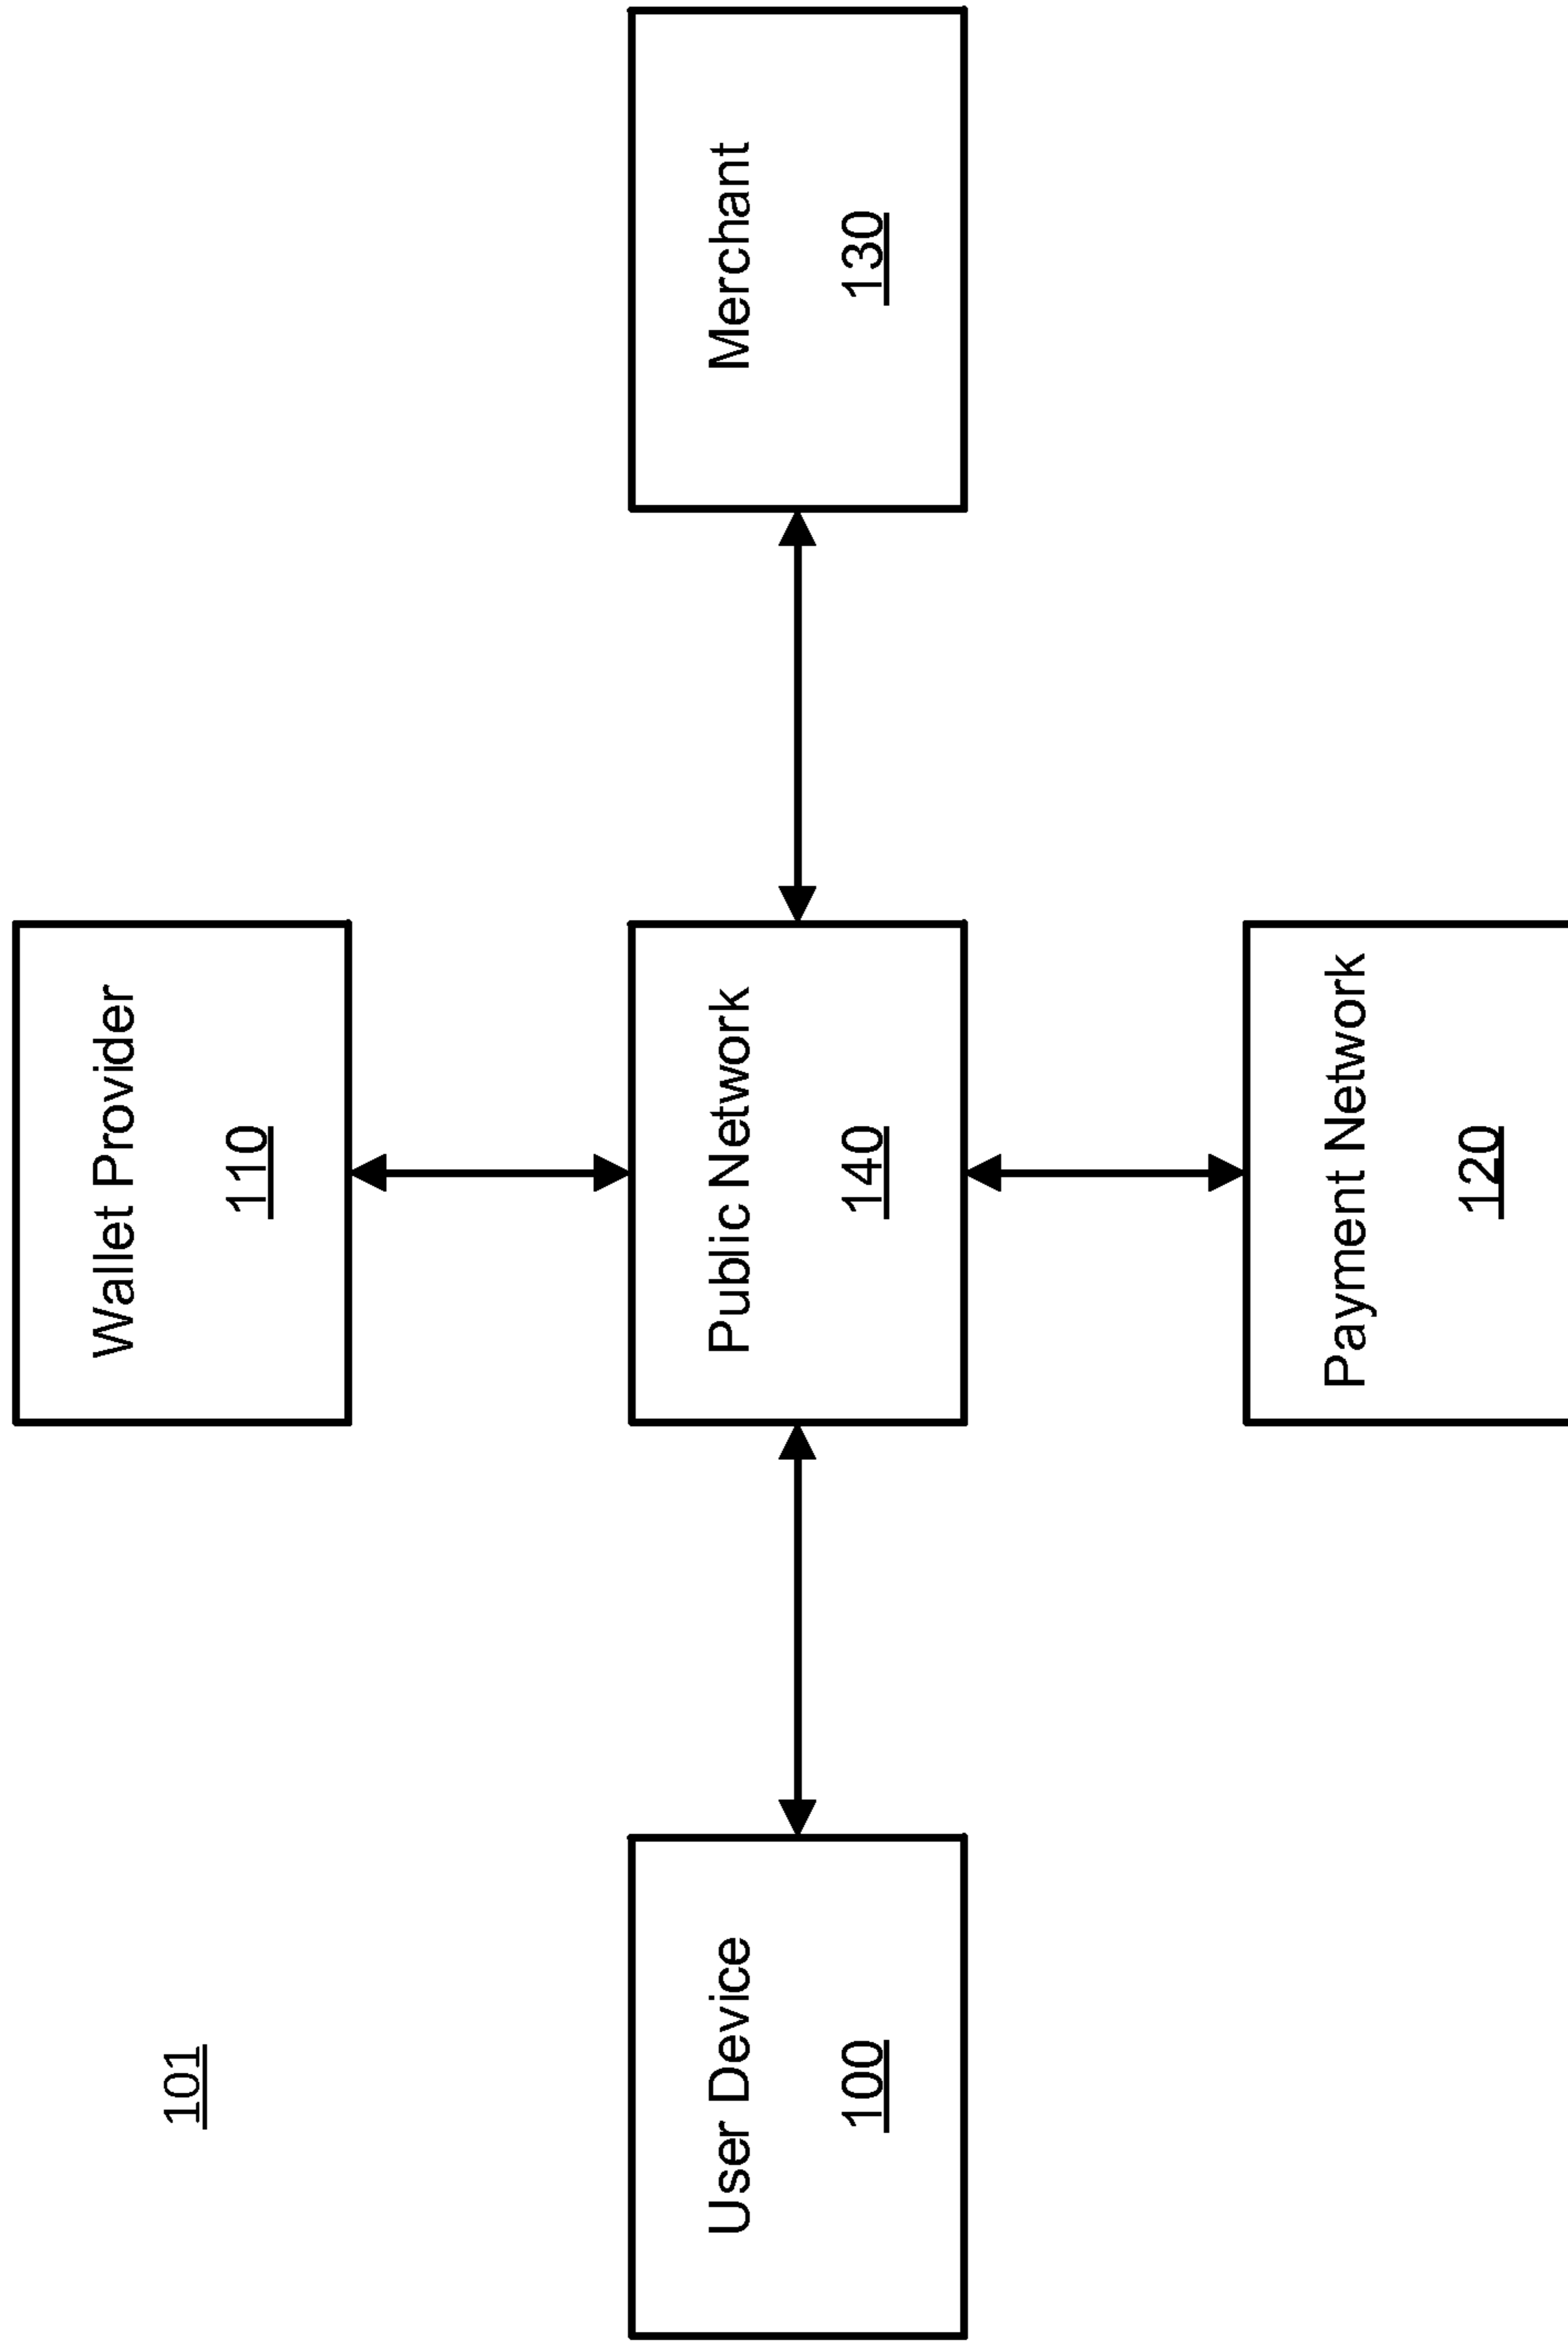 101
Wallet Provider
110
User Device
100
Public Network
140
Merchant
130
Payment Network
120